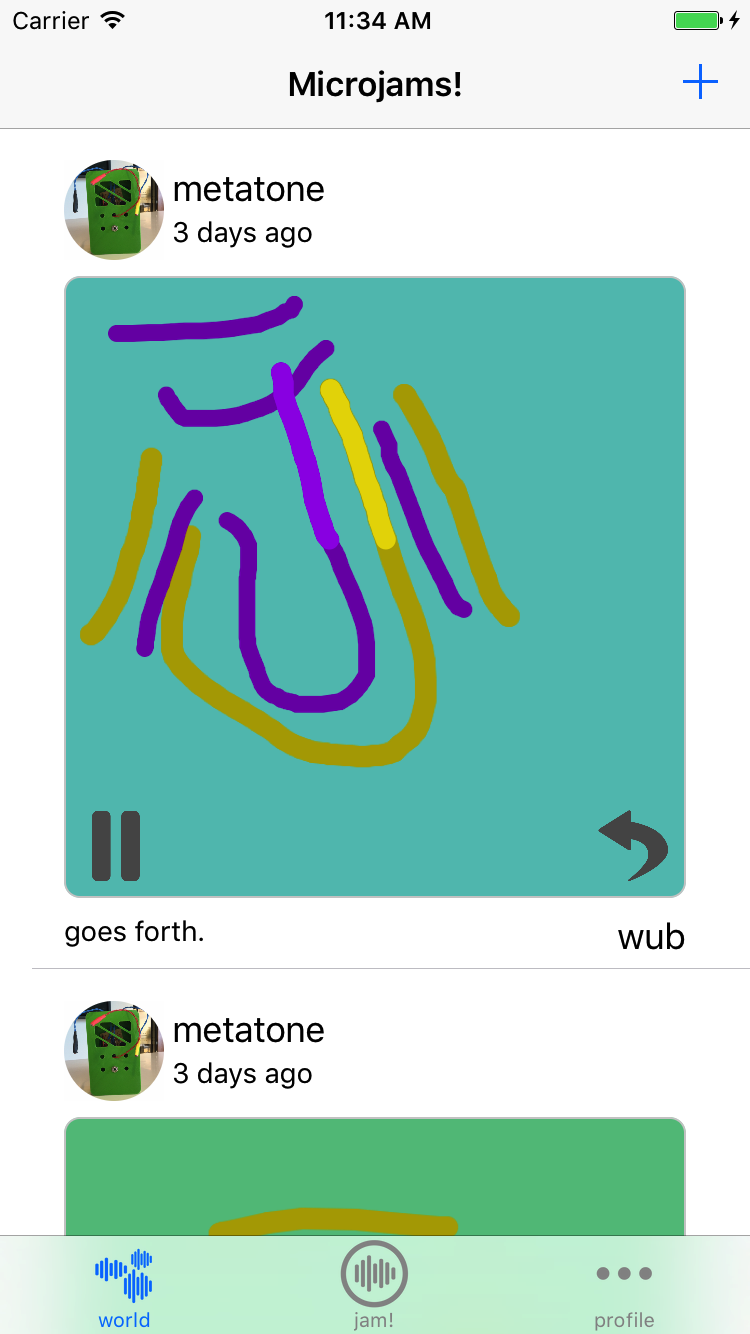 Carrier 11:34 AM
Microjams!
metatone
3 days ago
goes forth. wub
metatone
3 days ago
world jam! profile